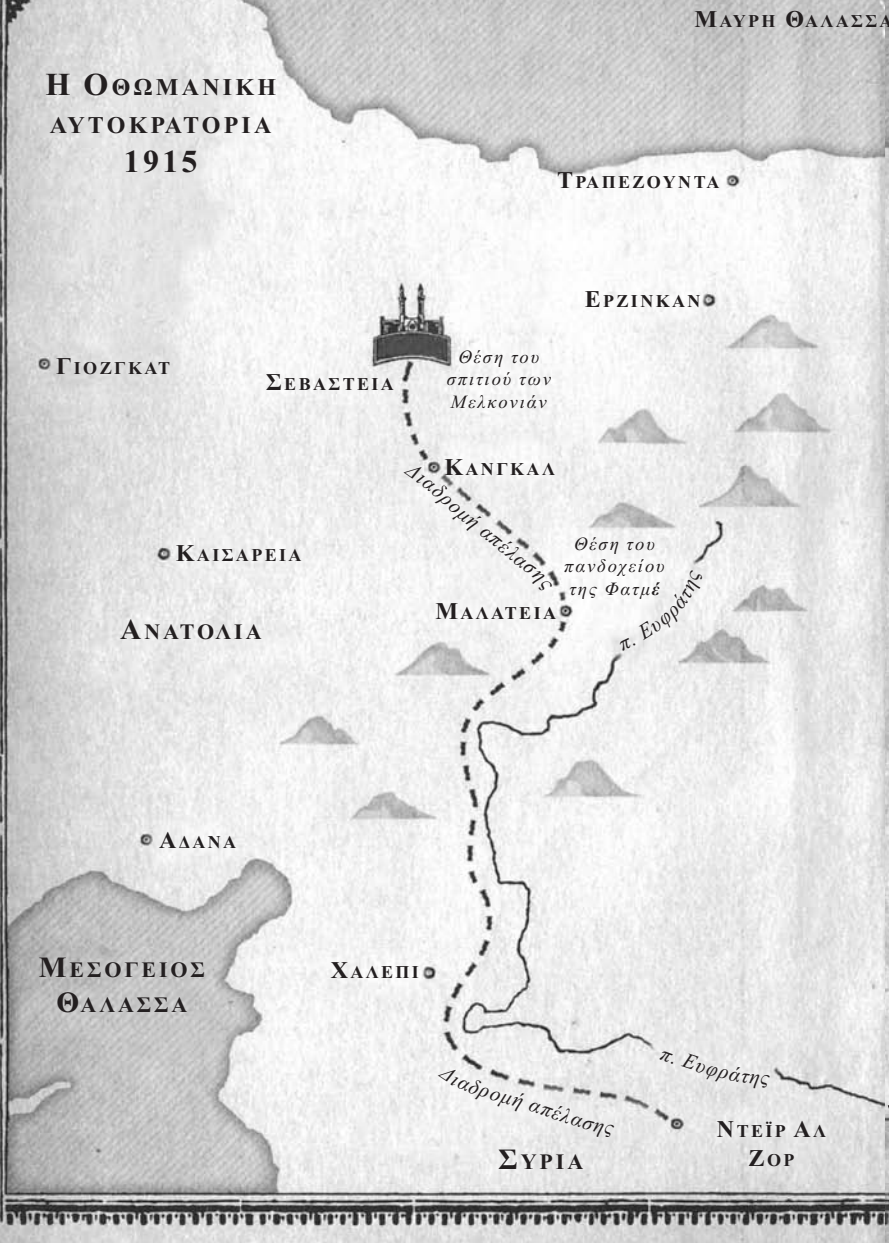 ΜΑΥΡΗ ΘΑΛΑΣΣΑ
Η ΟΘΩΜΑΝΙΚΗ
ΑΥΤΟΚΡΑΤΟΡΙΑ
1915
ΤΡΑΠΕΖΟΥΝΤΑ
ΕΡΖΙΝΚΑΝ
ΓΙΟΖΓΚΑΤ
ΣΕΒΑΣΤΕΙΑ
Θέση του
σπιτιού των
Μελκονιάν
ΚΑΝΓΚΑΛ
Διαδρομή απέλασης
ΚΑΙΣΑΡΕΙΑ
Θέση του
πανδοχείου
της Φατμέ
ΜΑΛΑΤΕΙΑ
π. Ευφράτης
ΑΝΑΤΟΛΙΑ
ΑΔΑΝΑ
ΜΕΣΟΓΕΙΟΣ
ΘΑΛΑΣΣΑ
ΧΑΛΕΠΙ
π. Ευφράτης
Διαδρομή απέλασης
ΝΤΕΪΡ ΑΛ
ΖΟΡ
ΣΥΡΙΑ